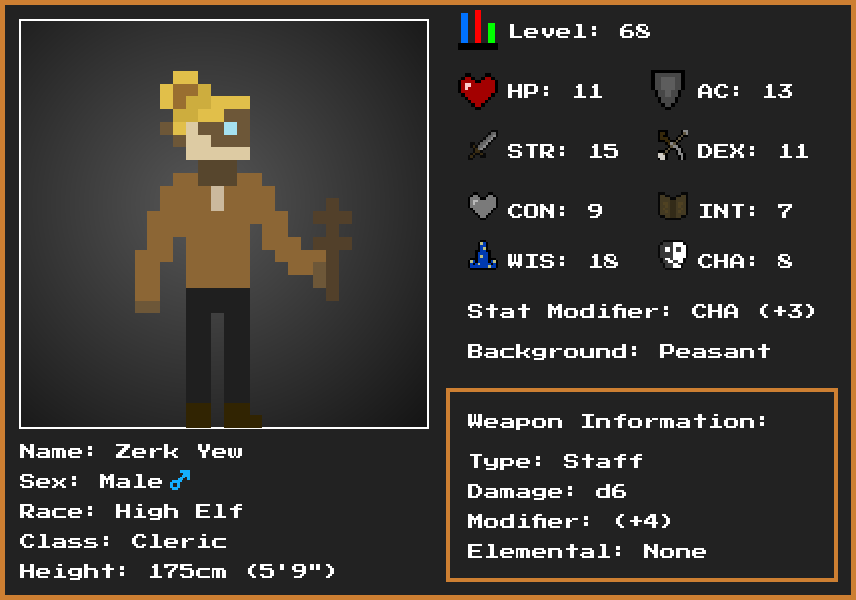 Level: 68
HP: 11 AC: 13
STR: 15 DEX: 11
CON: 9 INT: 7
WIS: 18 CHA: 8
Stat Modifier: CHA (+3)
Background: Peasant
Weapon Information:
Type: Staff
Damage: d6
Modifier: (+4)
Elemental: None
Name: Zerk Yew
Sex: Male ♂
Race: High Elf
Class: Cleric
Height: 175cm (5'9")